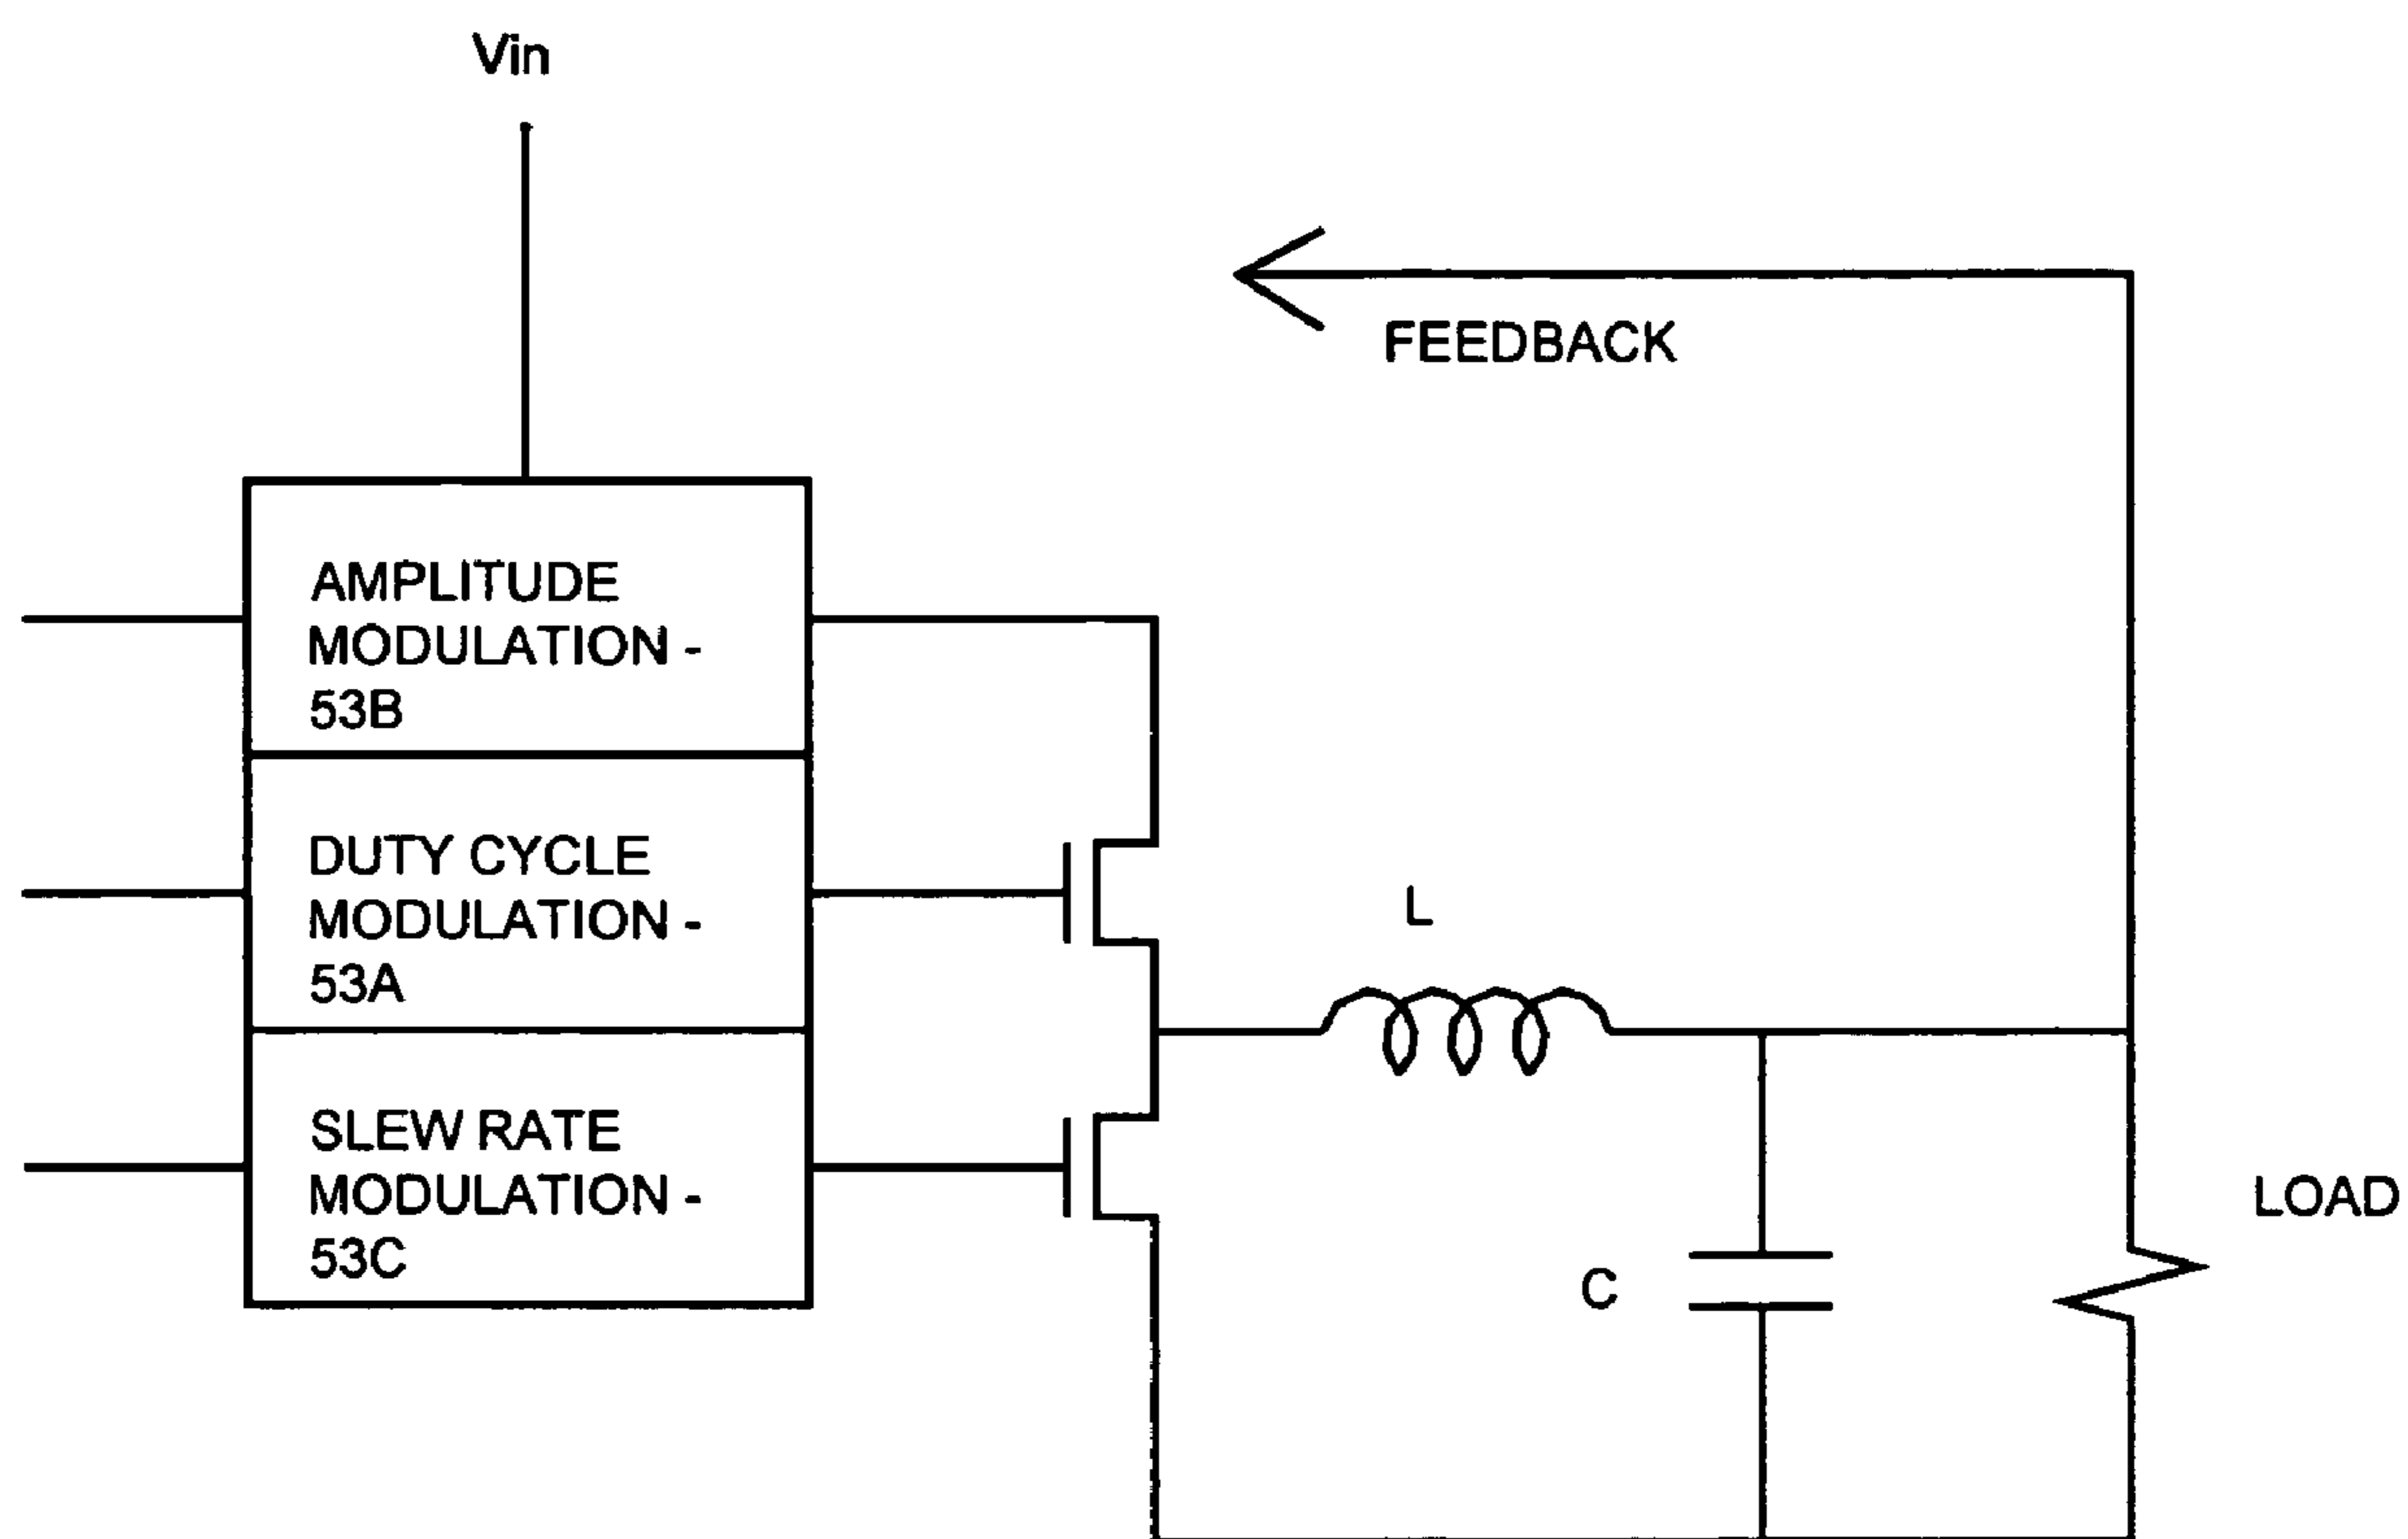 Vin
FEEDBACK
AMPLITUDE
MODULATION -
53B
DUTY CYCLE
MODULATION -
53A
L
SLEW RATE
MODULATION -
53C
C
LOAD